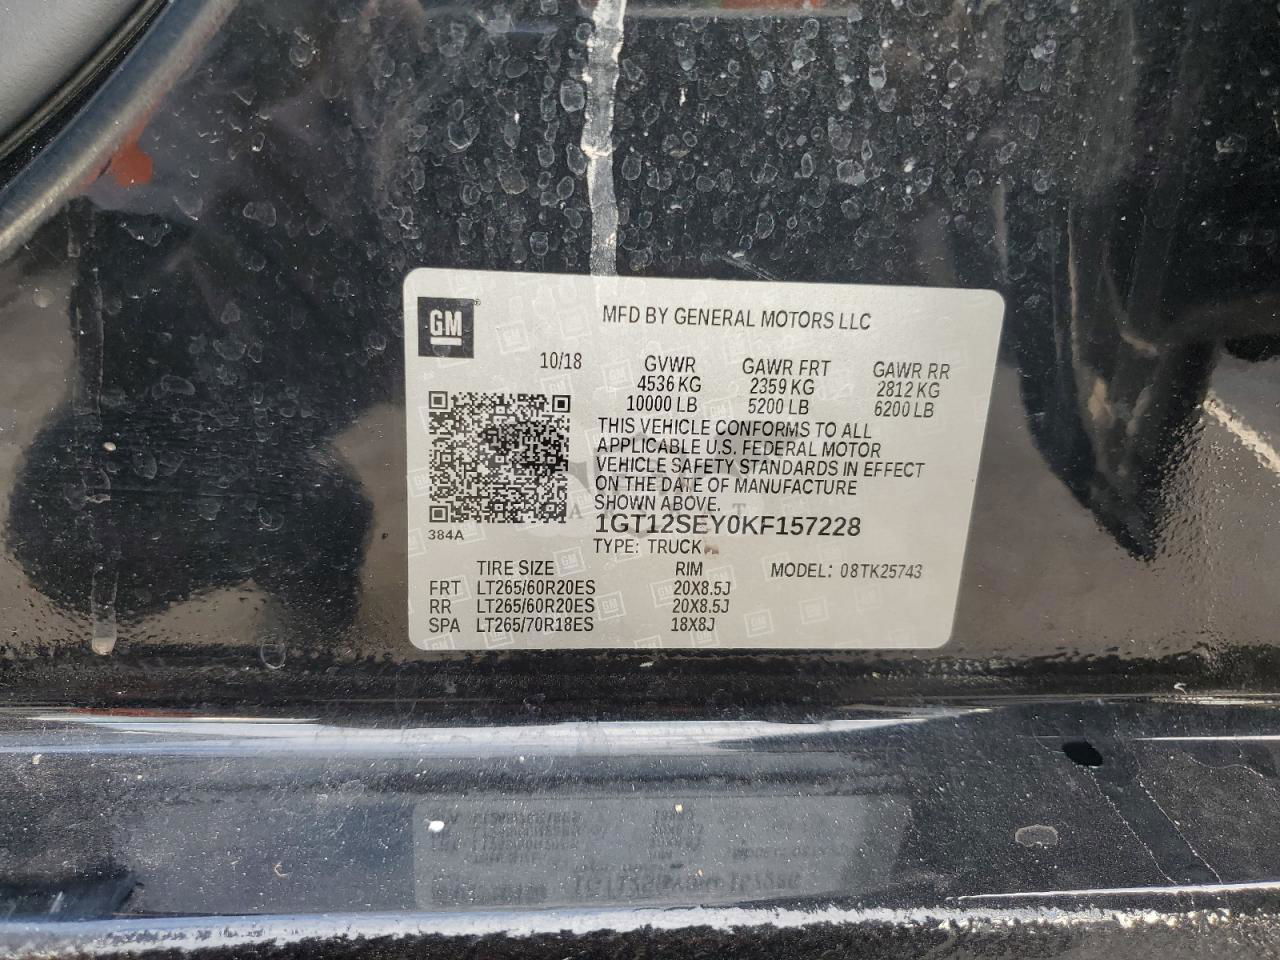 GM ®
MFD BY GENERAL MOTORS LLC
10/18 GVWR GAWR FRT GAWR RR
4536 KG 2359 KG 2812 KG
10000 LB 5200 LB 6200 LB
THIS VEHICLE CONFORMS TO ALL
APPLICABLE U.S. FEDERAL MOTOR
VEHICLE SAFETY STANDARDS IN EFFECT
ON THE DATE OF MANUFACTURE
SHOWN ABOVE.
384A
1GT12SEY0KF157228
TYPE: TRUCK
TIRE SIZE RIM MODEL: 08TK25743
FRT LT265/60R20ES 20X8.5J
RR LT265/60R20ES 20X8.5J
SPA LT265/70R18ES 18X8J